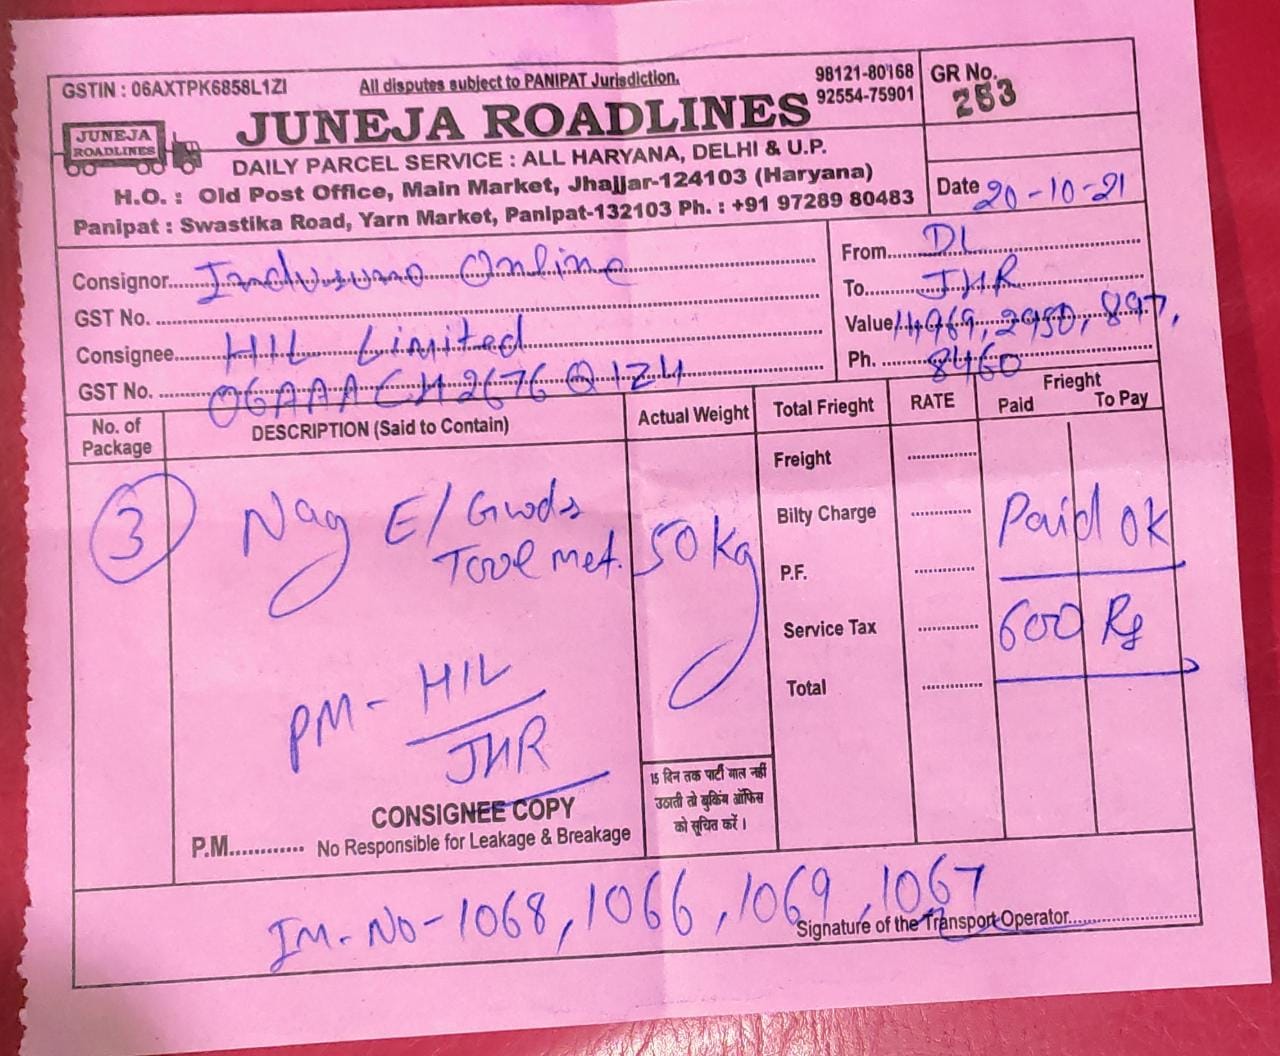 GSTIN : 06AXTPK6858L1ZI
All disputes subject to PANIPAT Jurisdiction.
98121-80168
92554-75901
GR No.
263
JUNEJA
ROADLINES
JUNEJA ROADLINES
DAILY PARCEL SERVICE : ALL HARYANA, DELHI & U.P.
H.O. : Old Post Office, Main Market, Jhajjar-124103 (Haryana)
Panipat : Swastika Road, Yarn Market, Panipat-132103 Ph. : +91 97289 80483
Date 20-10-21
Consignor Online
GST No.
Consignee HIL Limited
GST No. 06AAACH2676Q1Z4
From DL
To JHR
Value 14969, 2950, 897,
8460
Ph.
No. of Package
DESCRIPTION (Said to Contain)
Actual Weight
Total Frieght
RATE
Frieght
Paid
To Pay
3
Nag E/Goods
Tool met.
50 Kg
Freight
Bilty Charge
P.F.
Service Tax
Total
Paid OK
600 Rs
PM - HIL
JHR
CONSIGNEE COPY
P.M............ No Responsible for Leakage & Breakage
15 दिन तक पार्टी माल नहीं
उठाती तो बुकिंग ऑफिस
को सूचित करें ।
No-1068, 1066, 1069, 1067
Signature of the Transport Operator